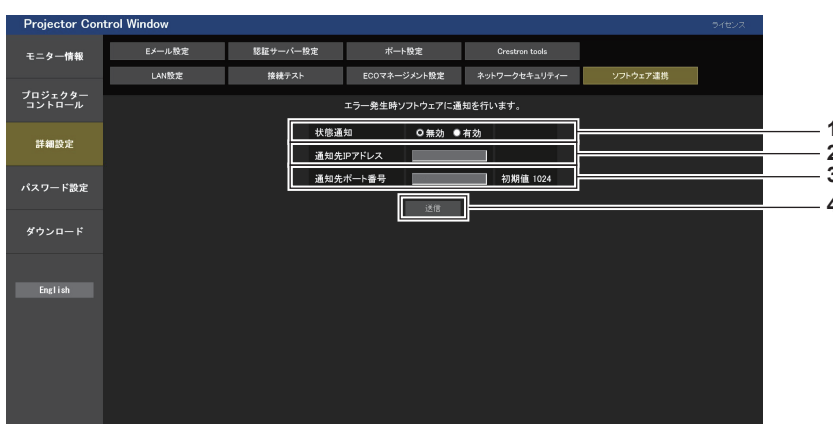 Projector Control Window
ライセンス
モニター情報
プロジェクター
コントロール
詳細設定
パスワード設定
ダウンロード
English
Eメール設定 認証サーバー設定 ポート設定 Crestron tools
LAN設定 接続テスト ECOマネージメント設定 ネットワークセキュリティー ソフトウェア連携
エラー発生時ソフトウェアに通知を行います。
状態通知 無効 有効 1
通知先IPアドレス 2
通知先ポート番号 初期値 1024 3
送信 4